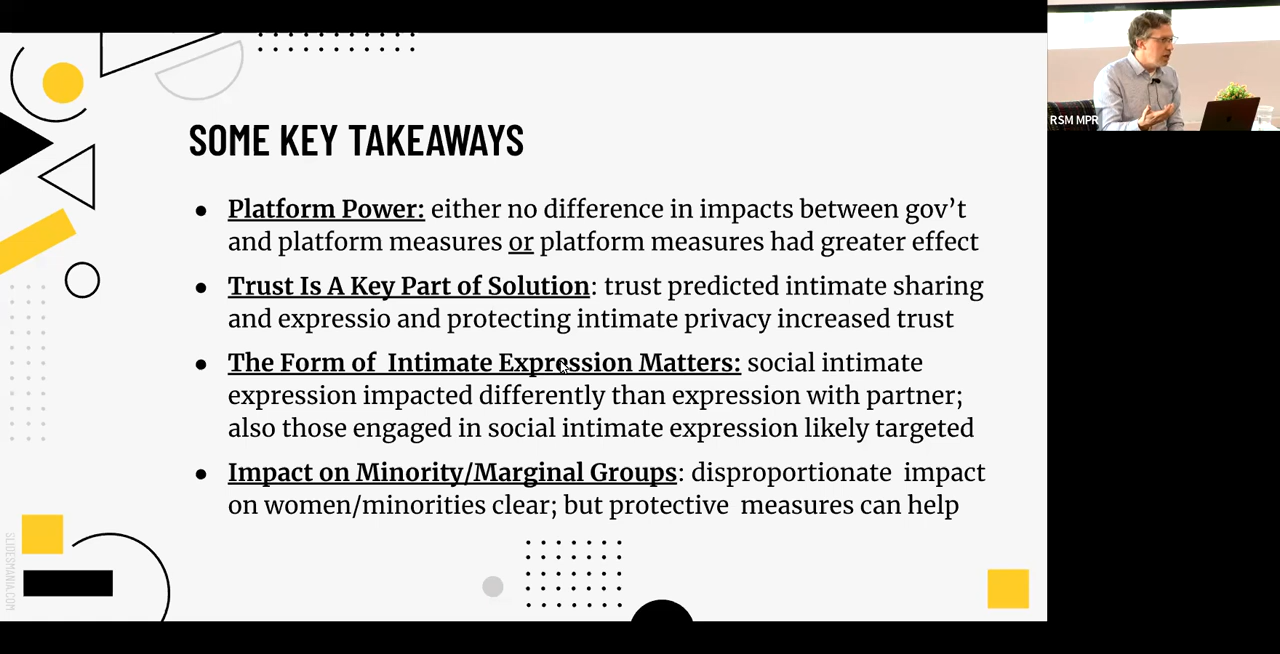 SOME KEY TAKEAWAYS
● Platform Power: either no difference in impacts between gov’t
and platform measures or platform measures had greater effect
● Trust Is A Key Part of Solution: trust predicted intimate sharing
and expressio and protecting intimate privacy increased trust
● The Form of  Intimate Expression Matters: social intimate
expression impacted differently than expression with partner;
also those engaged in social intimate expression likely targeted
● Impact on Minority/Marginal Groups: disproportionate  impact
on women/minorities clear; but protective  measures can help
SLIDESMANIA.COM
RSM MPR